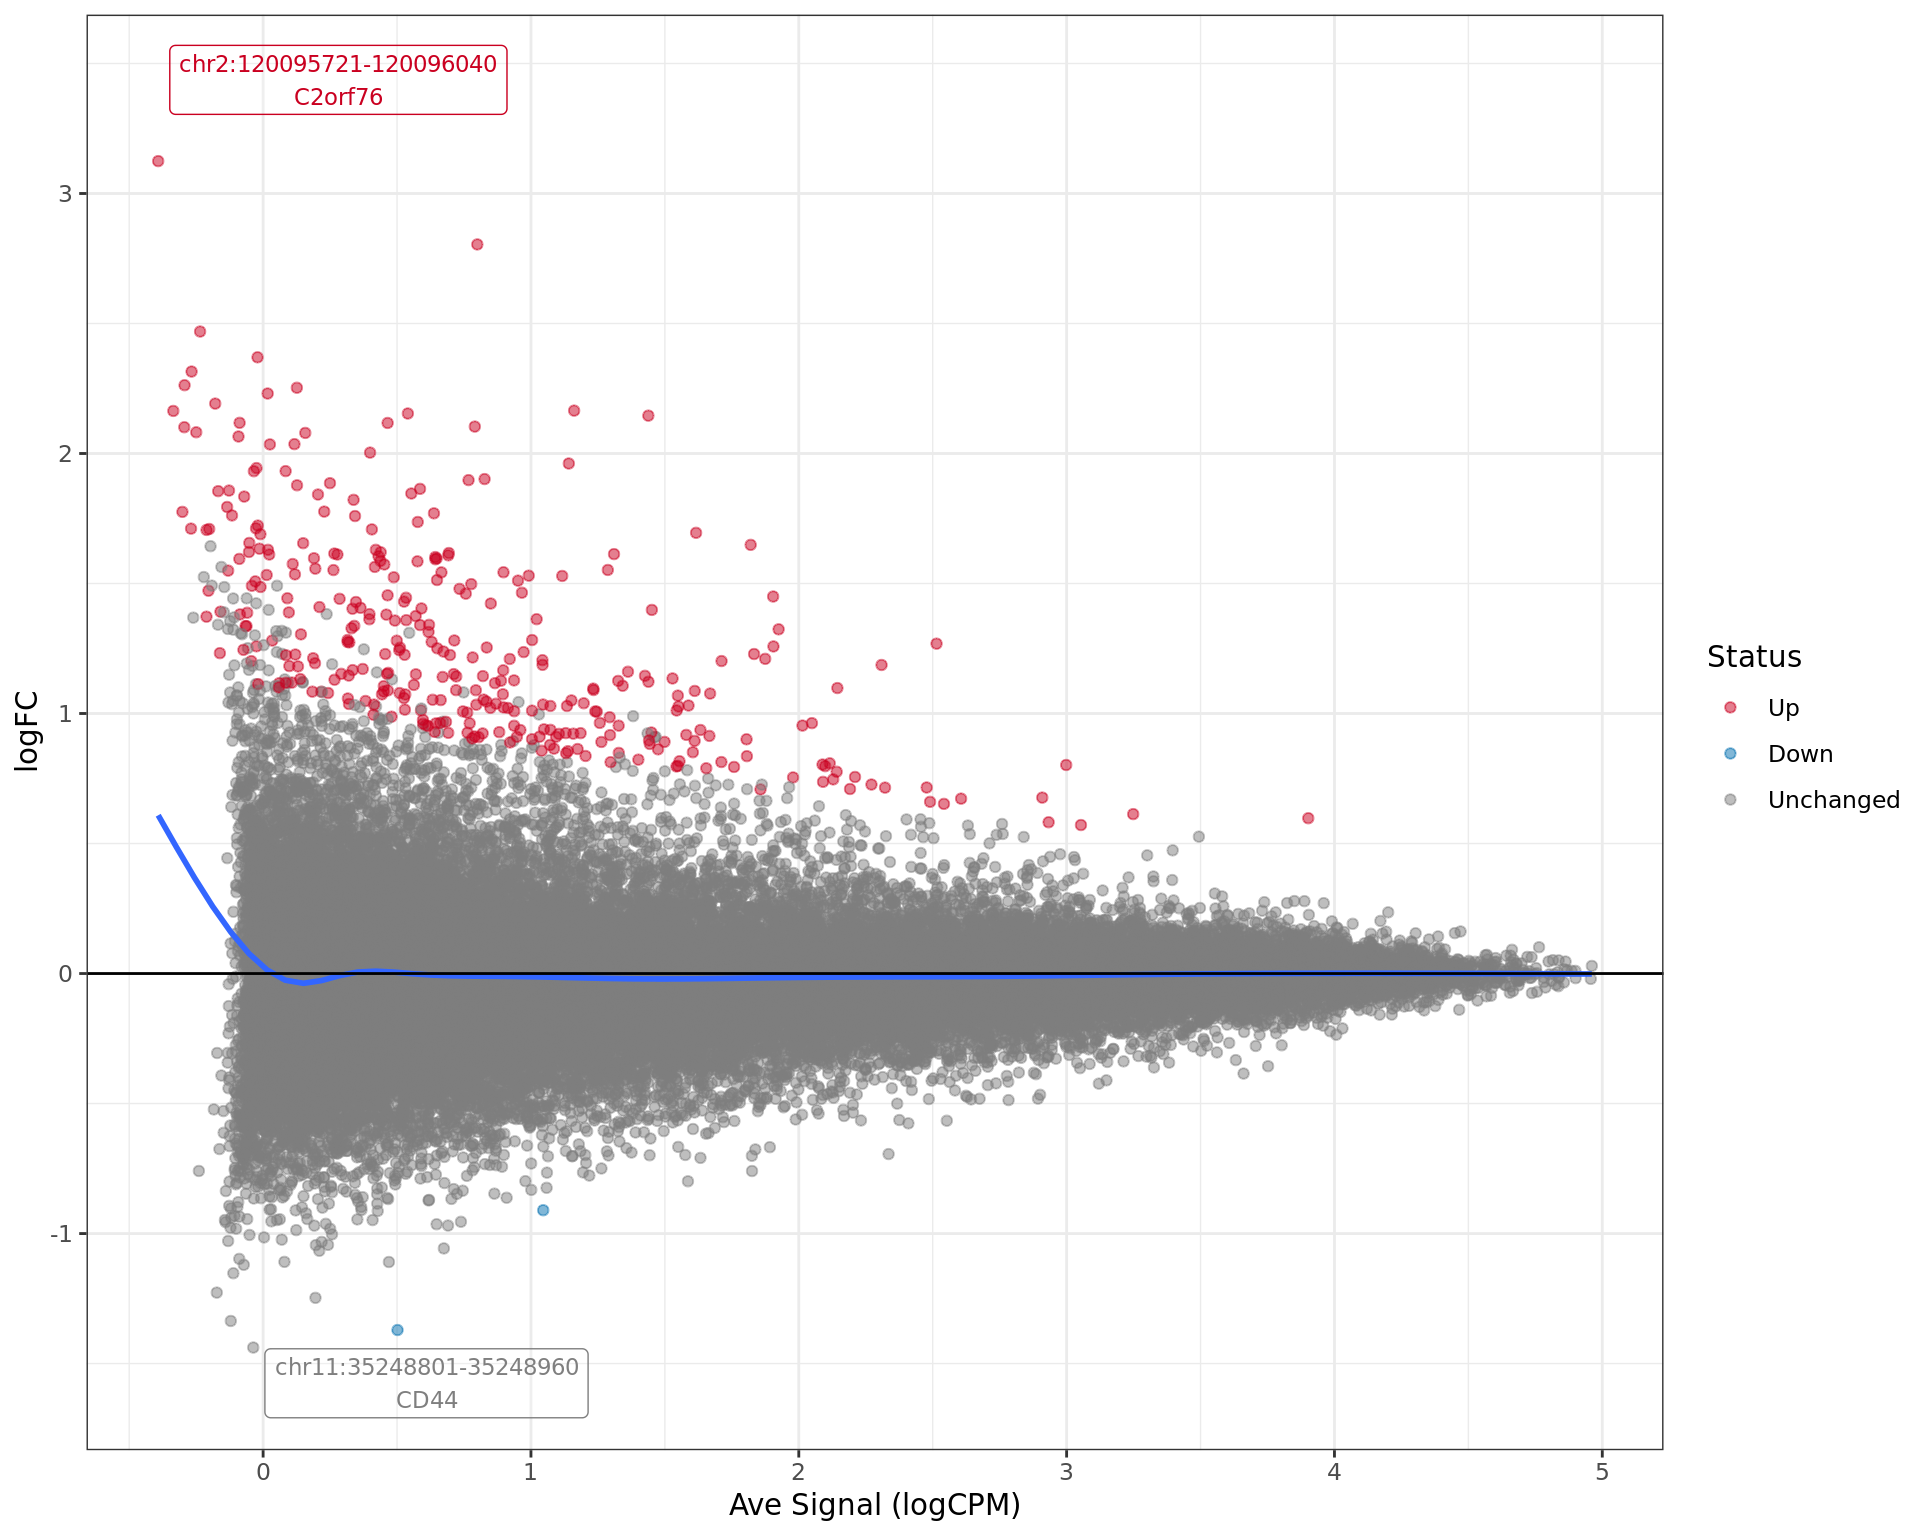 chr2:120095721-120096040
C2orf76
3
2
1
0
-1
logFC
chr11:35248801-35248960
CD44
0
1
2
3
4
5
Ave Signal (logCPM)
Status
Up
Down
Unchanged